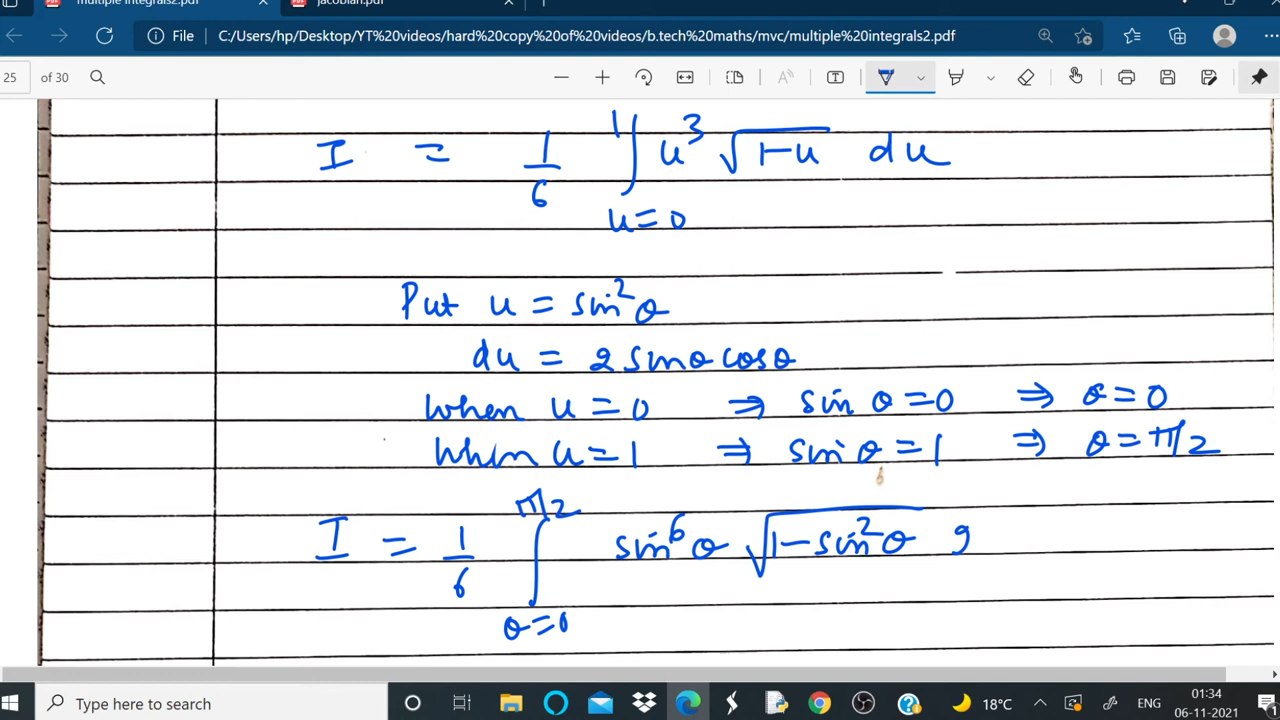 multiple integrals2.pdf
jacobian.pdf
File C:/Users/hp/Desktop/YT%20videos/hard%20copy%20of%20videos/b.tech%20maths/mvc/multiple%20integrals2.pdf
25 of 30
I = 1/6 ∫_{u=0}^{1} u³ √(1-u) du
Put u = sin²θ
du = 2 sinθ cosθ
When u = 0 ⇒ sin θ = 0 ⇒ θ = 0
When u = 1 ⇒ sin θ = 1 ⇒ θ = π/2
I = 1/6 ∫_{θ=0}^{π/2} sin⁶θ √(1-sin²θ)
Type here to search
18°C
ENG
01:34
06-11-2021